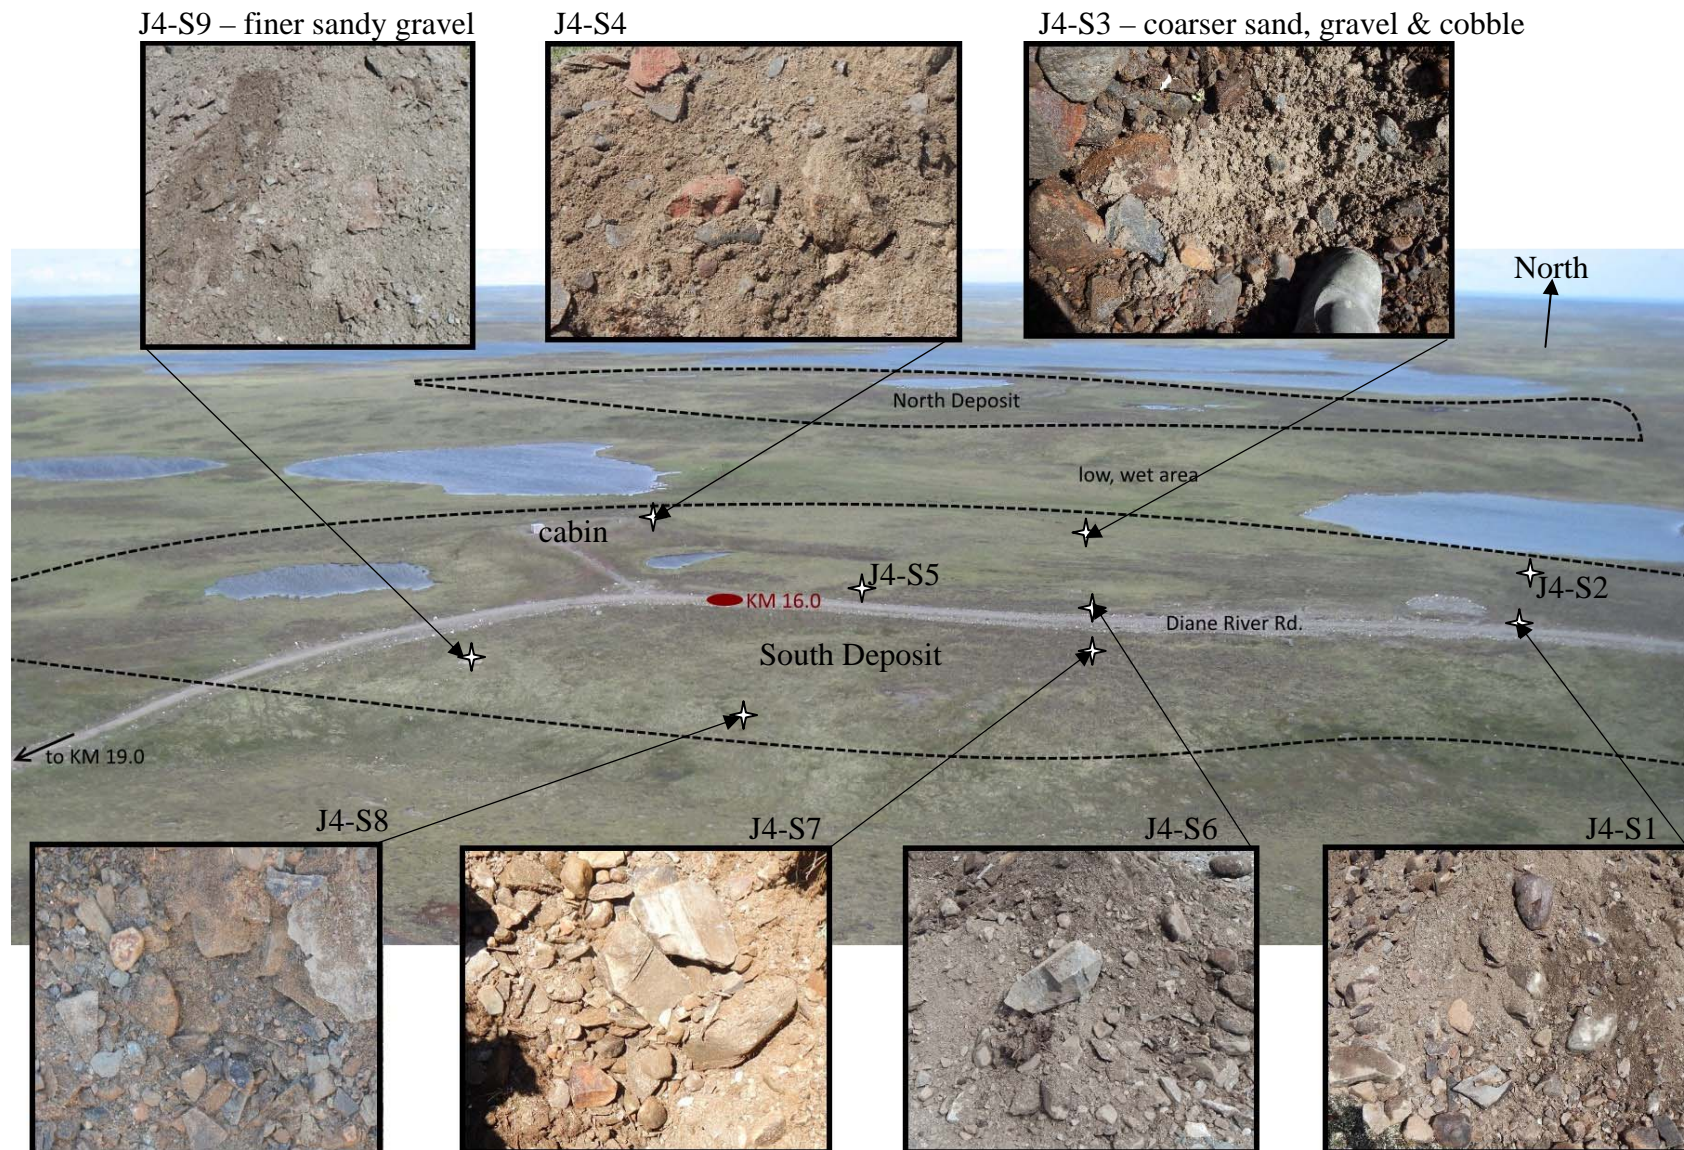 J4-S9 – finer sandy gravel
J4-S4
J4-S3 – coarser sand, gravel & cobble
North
North Deposit
low, wet area
cabin
J4-S5
J4-S2
KM 16.0
Diane River Rd.
South Deposit
to KM 19.0
J4-S8
J4-S7
J4-S6
J4-S1